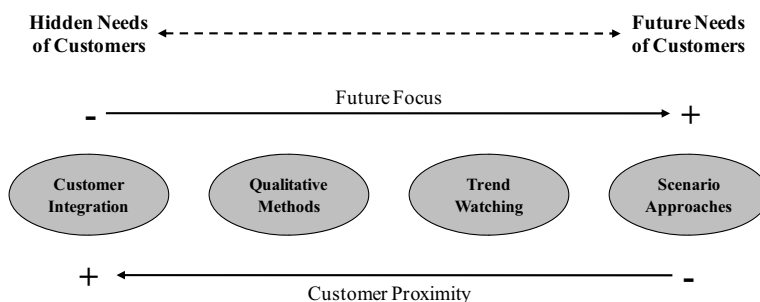 Hidden Needs
of Customers
Future Needs
of Customers
Future Focus
- +
Customer
Integration
Qualitative
Methods
Trend
Watching
Scenario
Approaches
+ -
Customer Proximity